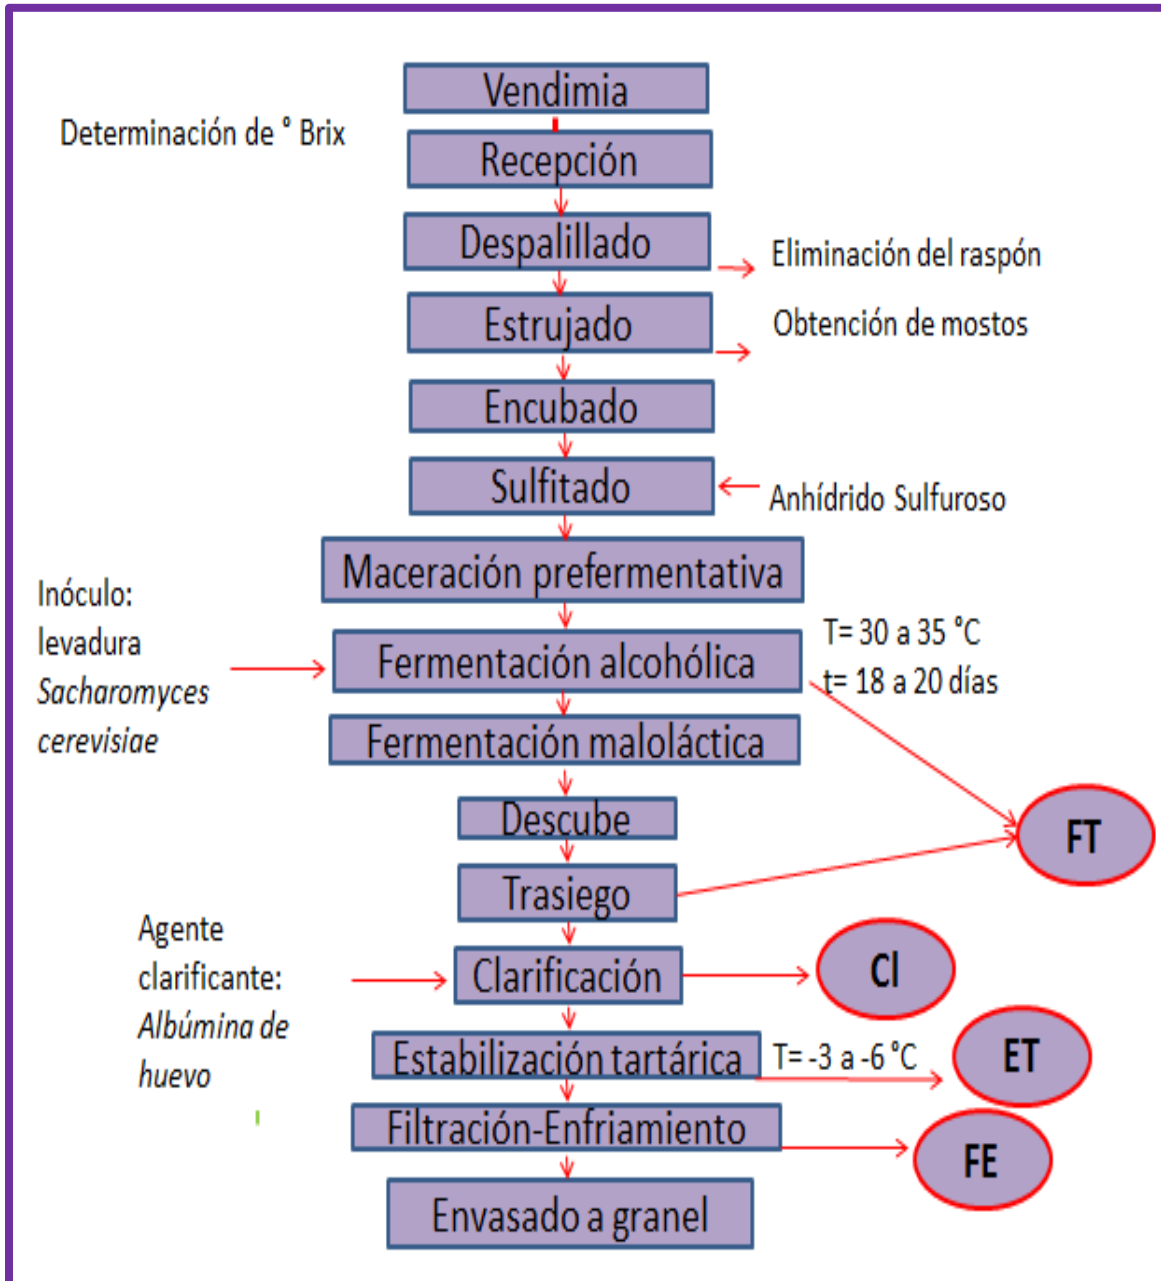 Vendimia
Determinación de ° Brix
Recepción
Despalillado
Eliminación del raspón
Estrujado
Obtención de mostos
Encubado
Sulfitado
Anhídrido Sulfuroso
Maceración prefermentativa
Inóculo:
levadura
Sacharomyces
cerevisiae
Fermentación alcohólica
T= 30 a 35 °C
t= 18 a 20 días
Fermentación maloláctica
Descube
FT
Trasiego
Agente
clarificante:
Albúmina de
huevo
Clarificación
Cl
Estabilización tartárica
T= -3 a -6 °C
ET
Filtración-Enfriamiento
FE
Envasado a granel